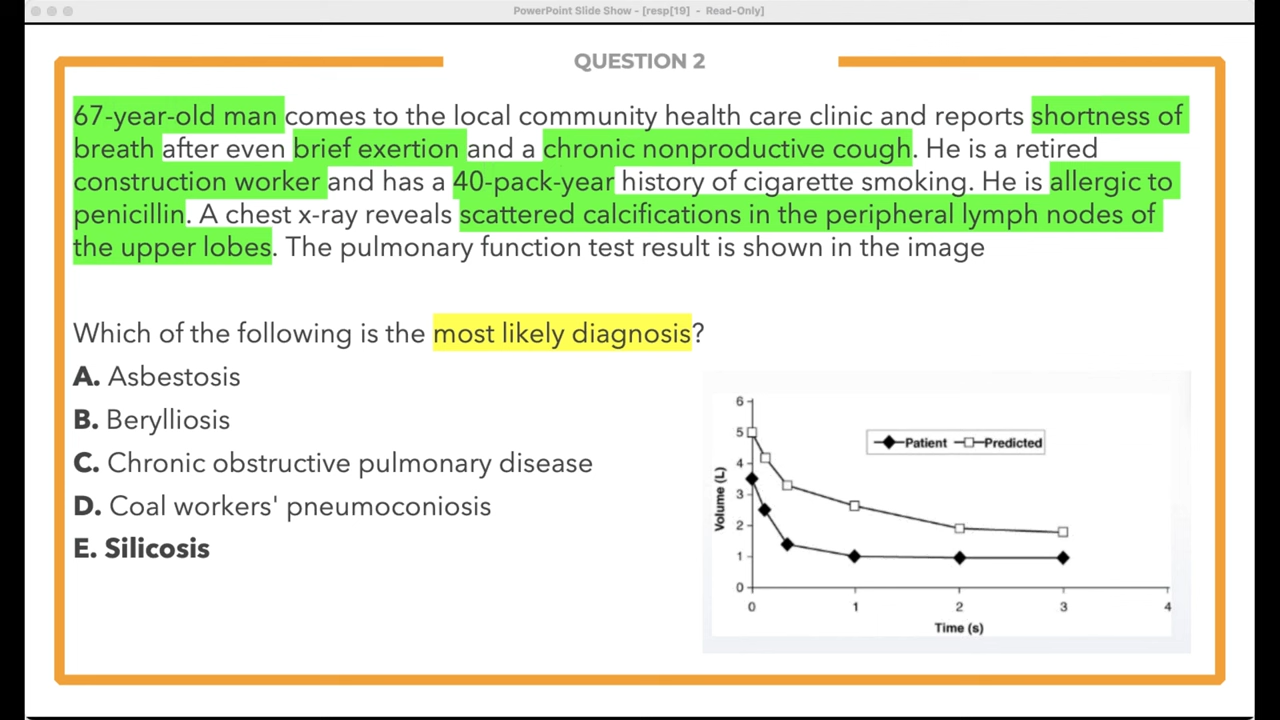 PowerPoint Slide Show - [resp[19] - Read-Only]
QUESTION 2
67-year-old man comes to the local community health care clinic and reports shortness of
breath after even brief exertion and a chronic nonproductive cough. He is a retired
construction worker and has a 40-pack-year history of cigarette smoking. He is allergic to
penicillin. A chest x-ray reveals scattered calcifications in the peripheral lymph nodes of
the upper lobes. The pulmonary function test result is shown in the image
Which of the following is the most likely diagnosis?
A. Asbestosis
B. Berylliosis
C. Chronic obstructive pulmonary disease
D. Coal workers' pneumoconiosis
E. Silicosis
6
5
4
3
2
1
0
Volume (L)
Patient Predicted
0 1 2 3 4
Time (s)